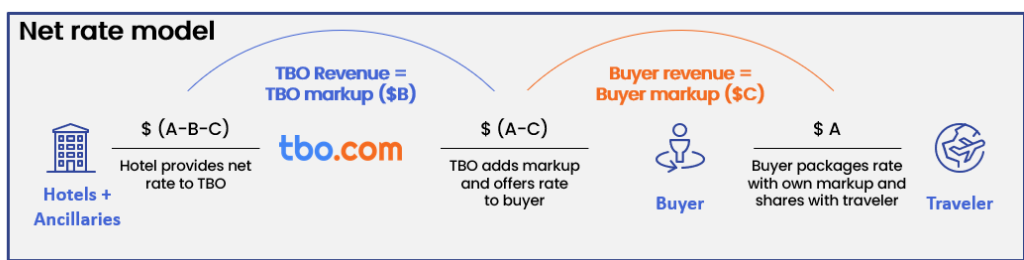 Net rate model
TBO Revenue =
TBO markup ($B)
Buyer revenue =
Buyer markup ($C)
$ (A-B-C)
Hotel provides net
rate to TBO
Hotels +
Ancillaries
tbo.com
$ (A-C)
TBO adds markup
and offers rate
to buyer
Buyer
$ A
Buyer packages rate
with own markup and
shares with traveler
Traveler